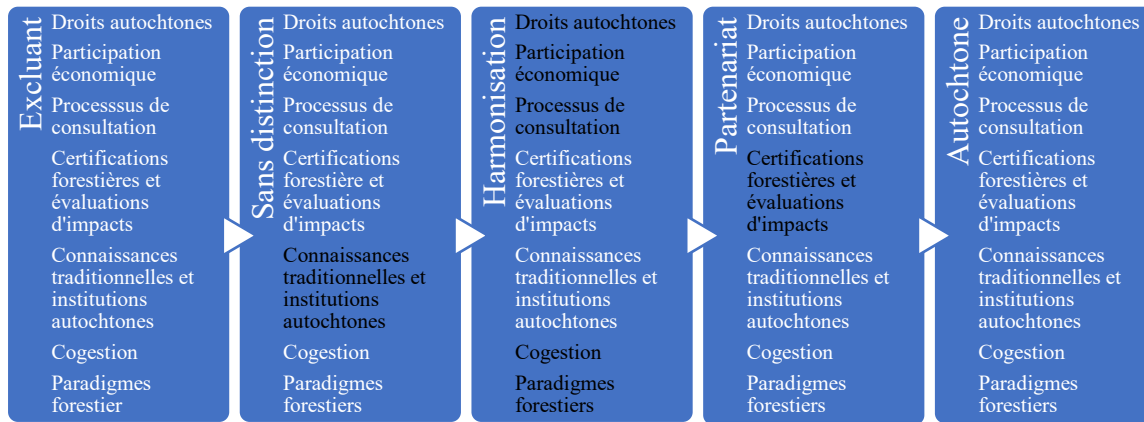 Excluant
Droits autochtones
Participation
économique
Processsus de
consultation
Certifications
forestières et
évaluations
d'impacts
Connaissances
traditionnelles et
institutions
autochtones
Cogestion
Paradigmes
forestier
Sans distinction
Droits autochtones
Participation
économique
Processus de
consultation
Certifications
forestière et
évaluations
d'impacts
Connaissances
traditionnelles et
institutions
autochtones
Cogestion
Paradigmes
forestiers
Harmonisation
Droits autochtones
Participation
économique
Processus de
consultation
Certifications
forestières et
évaluations
d'impacts
Connaissances
traditionnelles et
institutions
autochtones
Cogestion
Paradigmes
forestiers
Partenariat
Droits autochtones
Participation
économique
Processus de
consultation
Certifications
forestières et
évaluations
d'impacts
Connaissances
traditionnelles et
institutions
autochtones
Cogestion
Paradigmes
forestiers
Autochtone
Droits autochtones
Participation
économique
Processus de
consultation
Certifications
forestières et
évaluations
d'impacts
Connaissances
traditionnelles et
institutions
autochtones
Cogestion
Paradigmes
forestiers